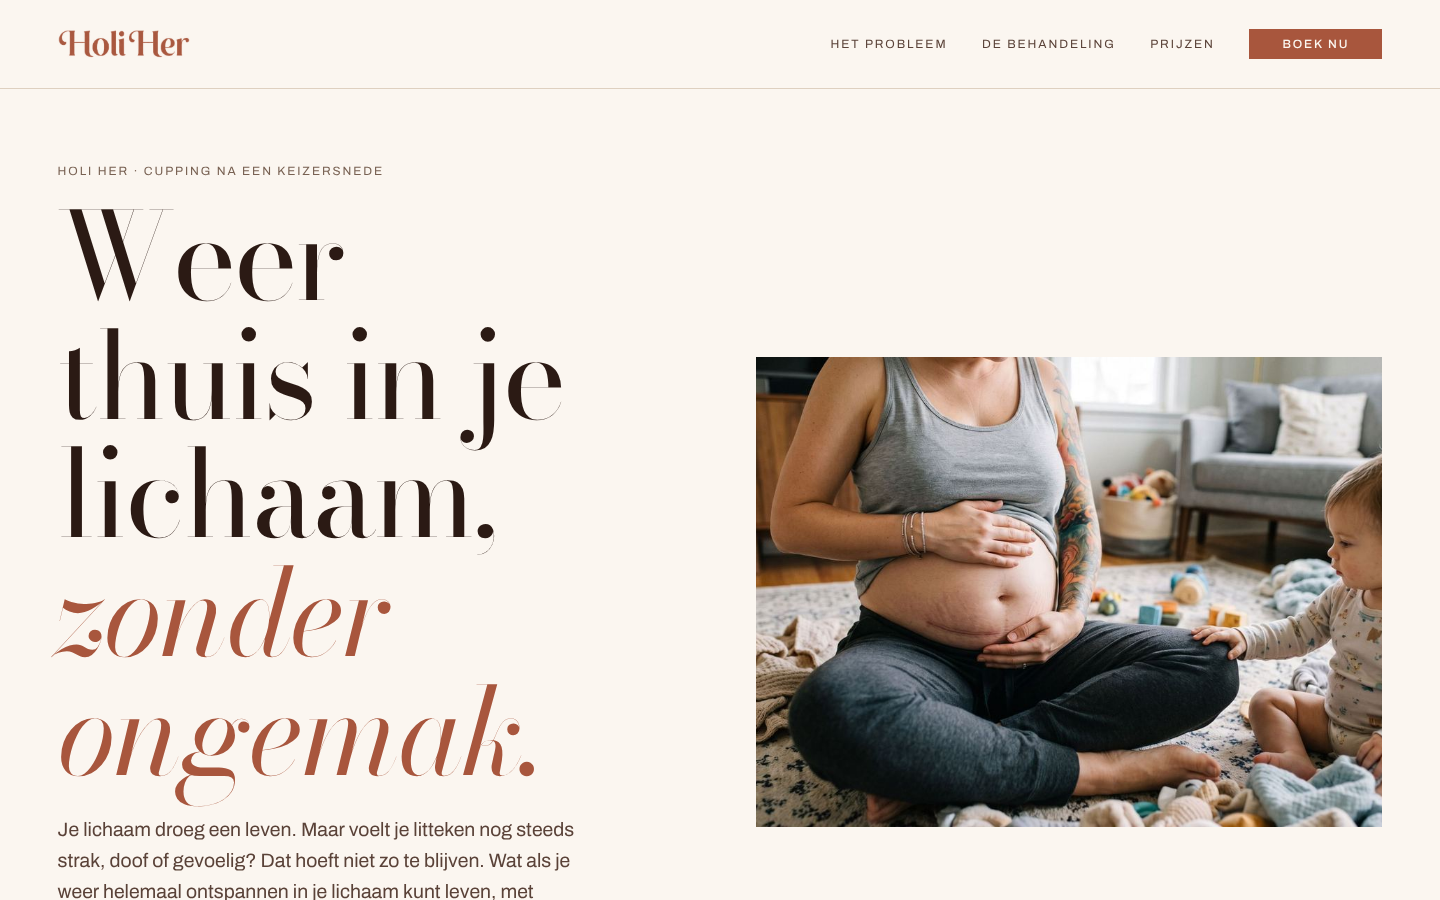 Holi Her
HET PROBLEEM
DE BEHANDELING
PRIJZEN
BOEK NU
HOLI HER · CUPPING NA EEN KEIZERSNEDE
Weer
thuis in je
lichaam,
zonder
ongemak.
Je lichaam droeg een leven. Maar voelt je litteken nog steeds
strak, doof of gevoelig? Dat hoeft niet zo te blijven. Wat als je
weer helemaal ontspannen in je lichaam kunt leven, met